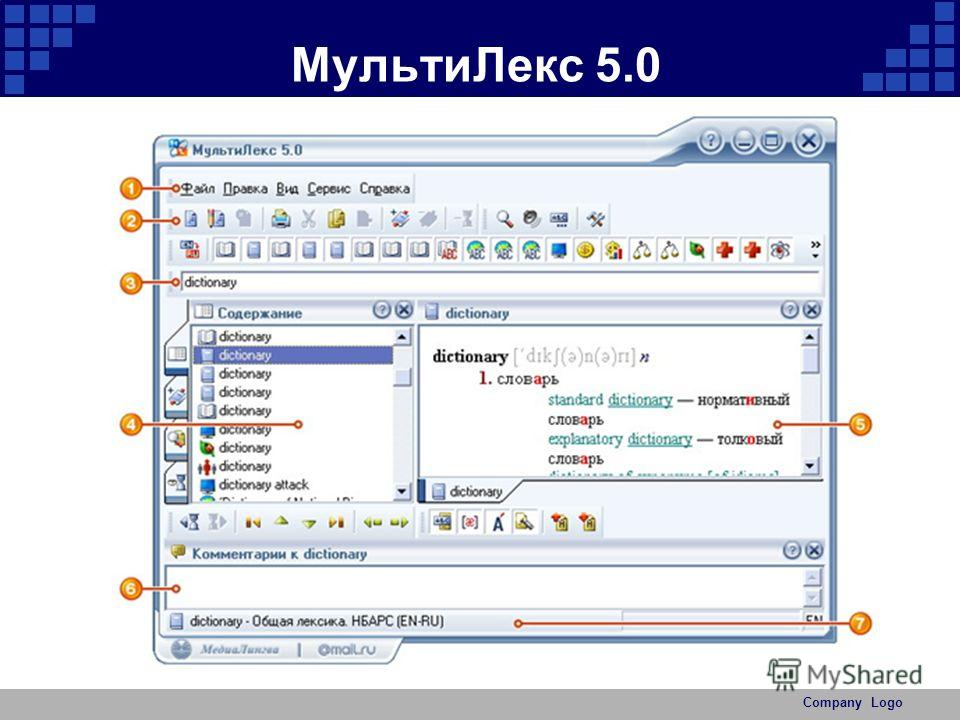 МультиЛекс 5.0
МультиЛекс 5.0
1 Файл Правка Вид Сервис Справка
2
3 dictionary
Содержание
dictionary
dictionary
dictionary
dictionary
dictionary
dictionary
dictionary
dictionary
dictionary
dictionary attack
4
dictionary
dictionary [ˈdɪkʃ(ə)n(ə)rɪ] n
1. словарь
standard dictionary — нормативный
словарь
explanatory dictionary — толковый
словарь
5
dictionary
Комментарии к dictionary
6
dictionary - Общая лексика. НБАРС (EN-RU) EN
7
МедиаЛингва | @mail.ru
MyShared
Company Logo